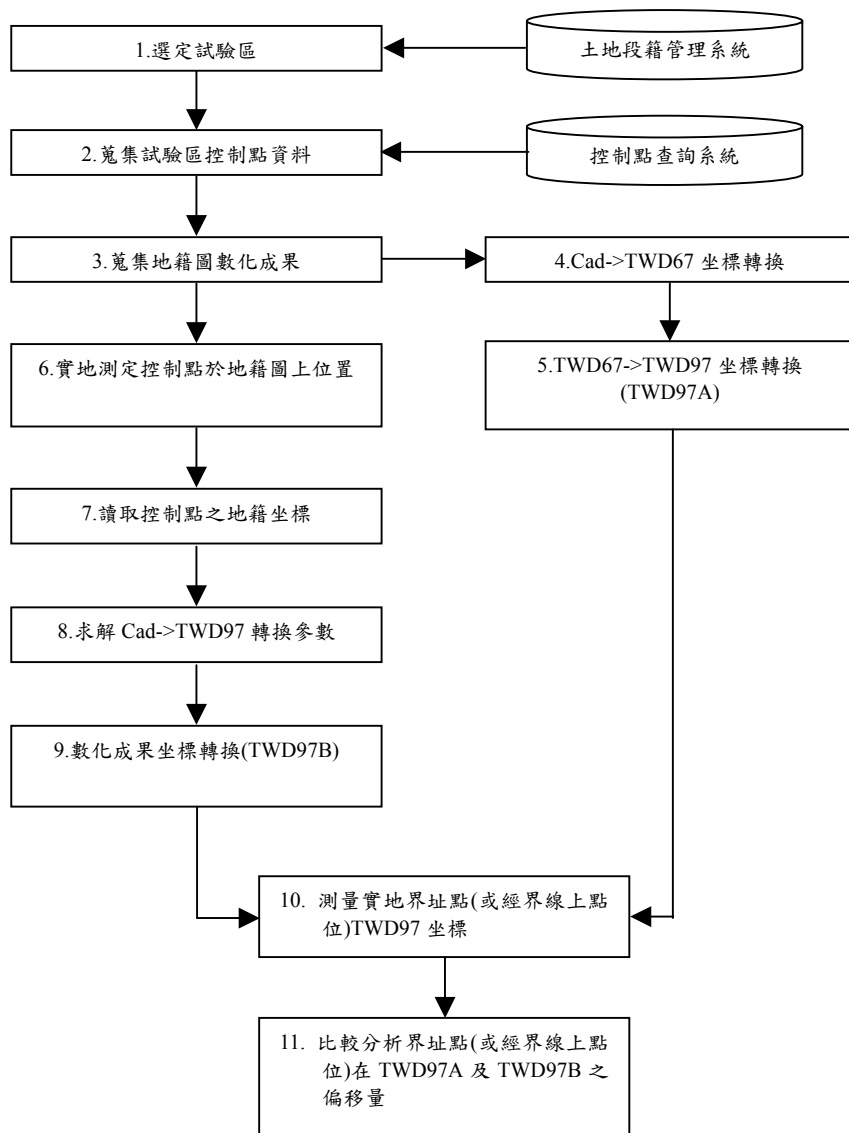 1.選定試驗區
土地段籍管理系統
2.蒐集試驗區控制點資料
控制點查詢系統
3.蒐集地籍圖數化成果
4.Cad->TWD67 坐標轉換
6.實地測定控制點於地籍圖上位置
5.TWD67->TWD97 坐標轉換
(TWD97A)
7.讀取控制點之地籍坐標
8.求解 Cad->TWD97 轉換參數
9.數化成果坐標轉換(TWD97B)
10. 測量實地界址點(或經界線上點
位)TWD97 坐標
11. 比較分析界址點(或經界線上點
位)在 TWD97A 及 TWD97B 之
偏移量